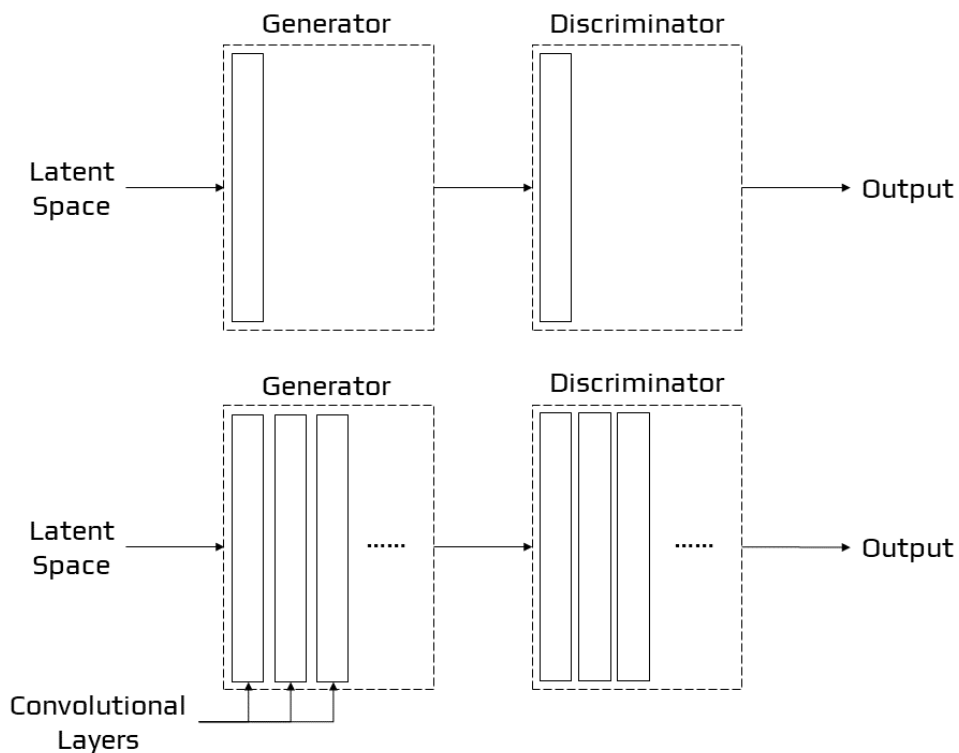 Generator
Discriminator
Latent
Space
Output
Generator
Discriminator
Latent
Space
......
......
Output
Convolutional
Layers